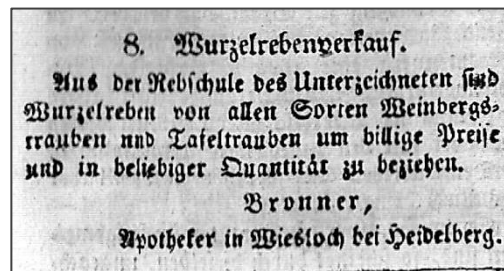 8. Wurzelrebenverkauf.
Aus der Rebschule des Unterzeichneten sind
Wurzelreben von allen Sorten Weinbergs-
trauben nnd Tafeltrauben um billige Preise
und in beliebiger Quantität zu beziehen.
Bronner,
Apotheker in Wiesloch bei Heidelberg.